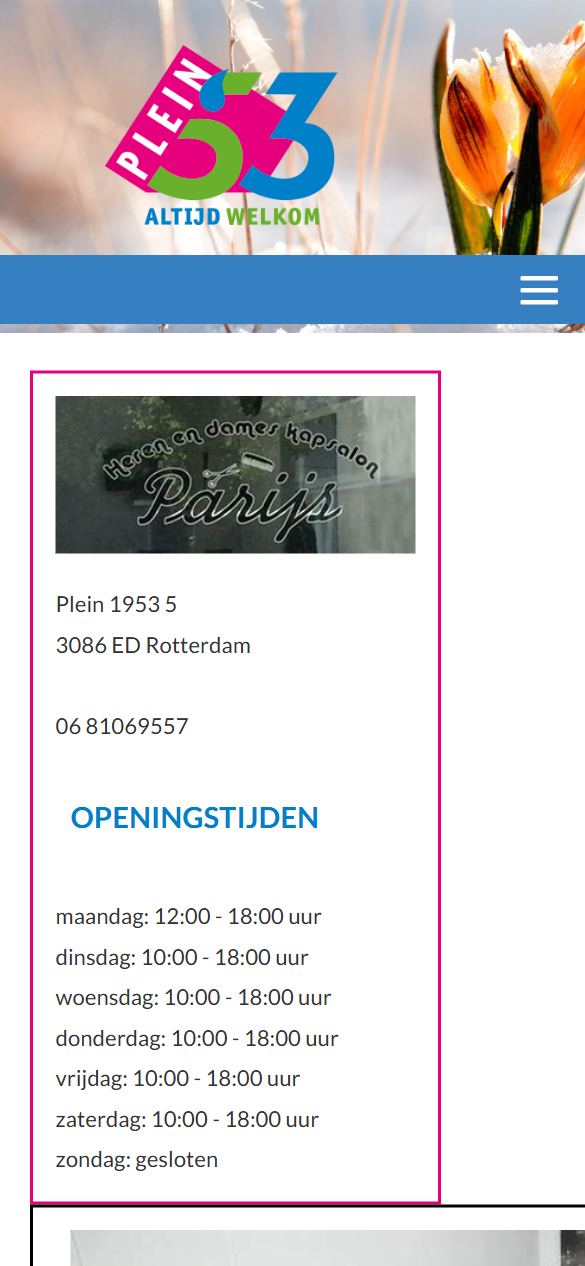 PLEIN
53
ALTIJD WELKOM
Heren en dames kapsalon
Parijs
Plein 1953 5
3086 ED Rotterdam
06 81069557
OPENINGSTIJDEN
maandag: 12:00 - 18:00 uur
dinsdag: 10:00 - 18:00 uur
woensdag: 10:00 - 18:00 uur
donderdag: 10:00 - 18:00 uur
vrijdag: 10:00 - 18:00 uur
zaterdag: 10:00 - 18:00 uur
zondag: gesloten